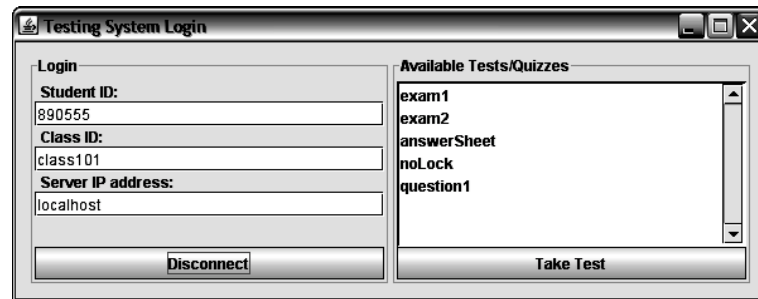 Testing System Login
Login
Student ID:
890555
Class ID:
class101
Server IP address:
localhost
Disconnect
Available Tests/Quizzes
exam1
exam2
answerSheet
noLock
question1
Take Test